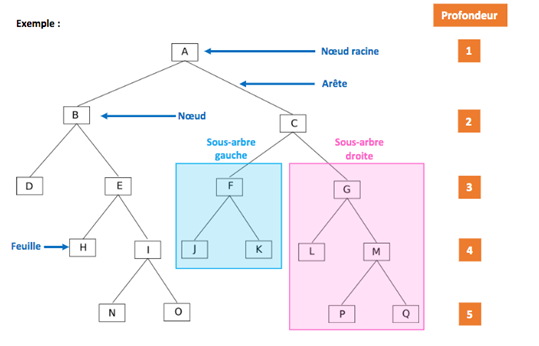 Profondeur
Exemple :
A
Nœud racine
1
Arête
B
Nœud
C
2
Sous-arbre
gauche
Sous-arbre
droite
D
E
F
G
3
Feuille
H
I
J
K
L
M
4
N
O
P
Q
5